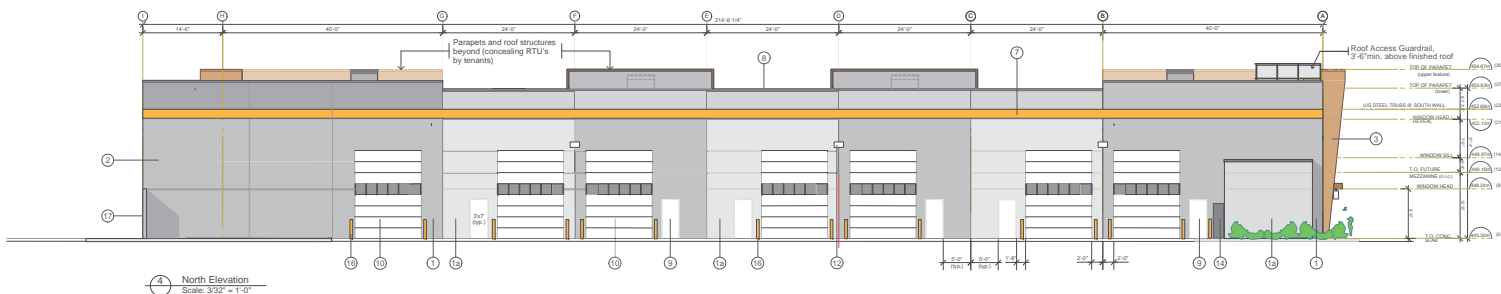 I H G F E D C B A
214'-6 1/4"
14'-6" 40'-0" 24'-0" 24'-0" 24'-0" 24'-0" 24'-0" 40'-0"
Parapets and roof structures
beyond (concealing RTU's
by tenants)
8
7
Roof Access Guardrail,
3'-6"min. above finished roof
TOP OF PARAPET
(upper feature)
TOP OF PARAPET
(lower)
U/S STEEL TRUSS @ SOUTH WALL
WINDOW HEAD /
REVEAL
WINDOW SILL
T.O. FUTURE
MEZZANINE (n.i.c.)
WINDOW HEAD
T.O. CONC.
SLAB
2
3
17
3'x7'
(typ.)
16 10 1 1a 10 9 1a 16 12 9 14 1a 1
5'-0" 5'-0" 1'-8" 2'-0" 2'-0"
(typ.) (typ.)
4 North Elevation
Scale: 3/32" = 1'-0"